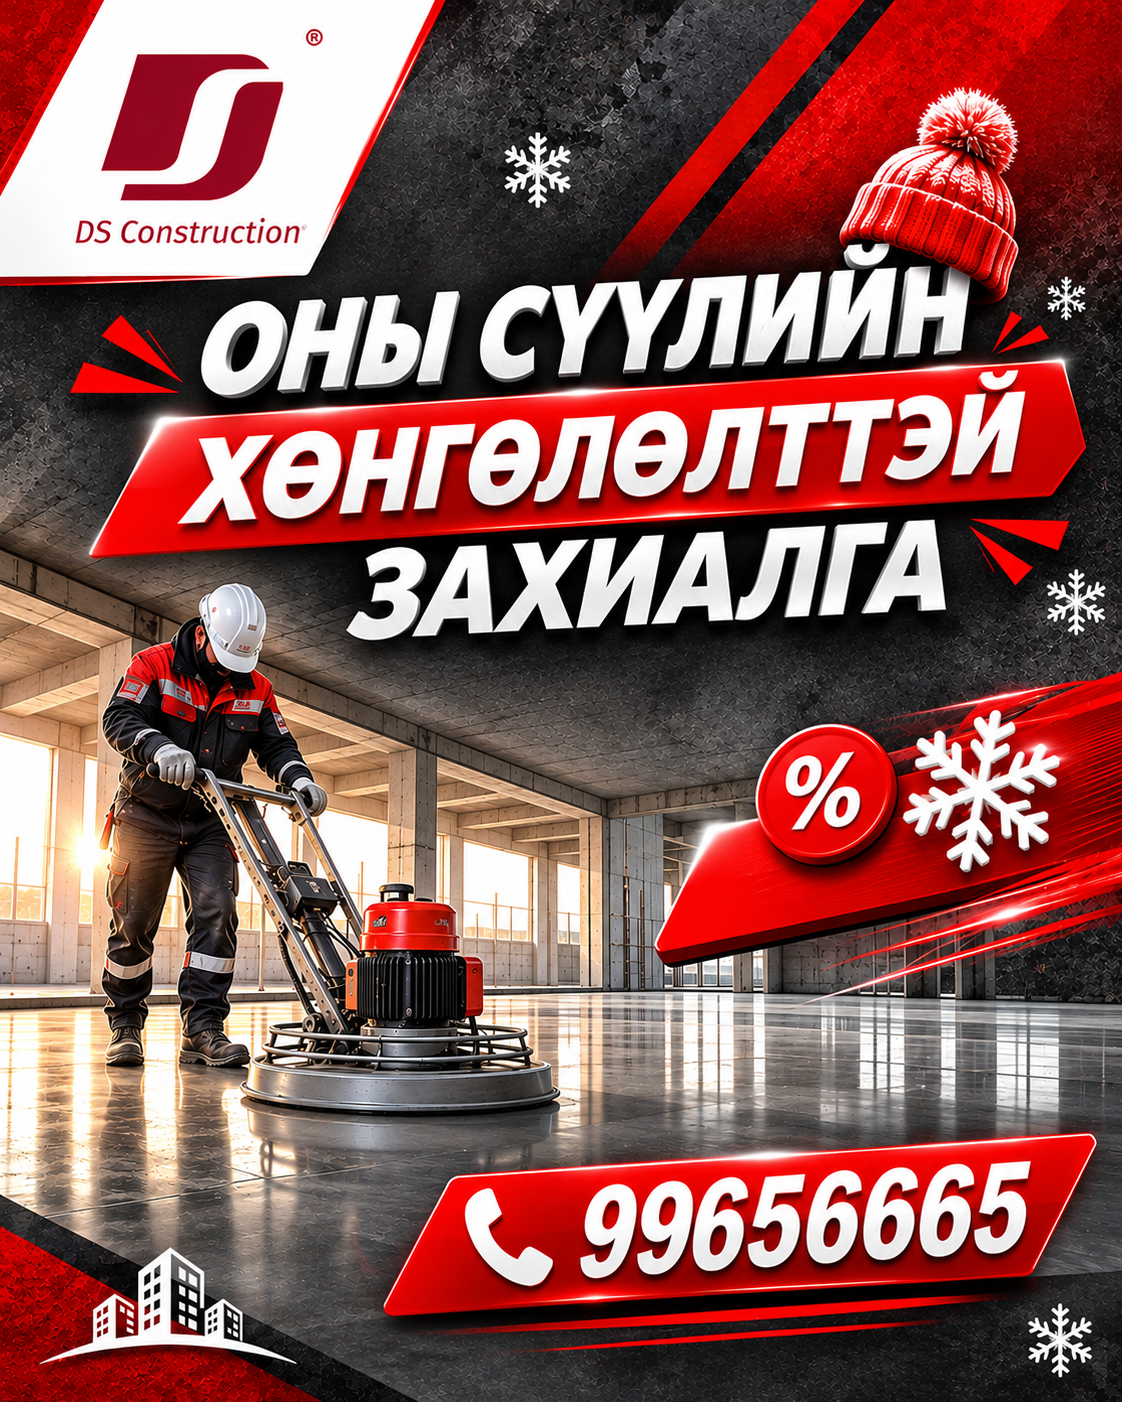 ®
DS Construction
ОНЫ СҮҮЛИЙН
ХӨНГӨЛӨЛТТЭЙ
ЗАХИАЛГА
%
99656665